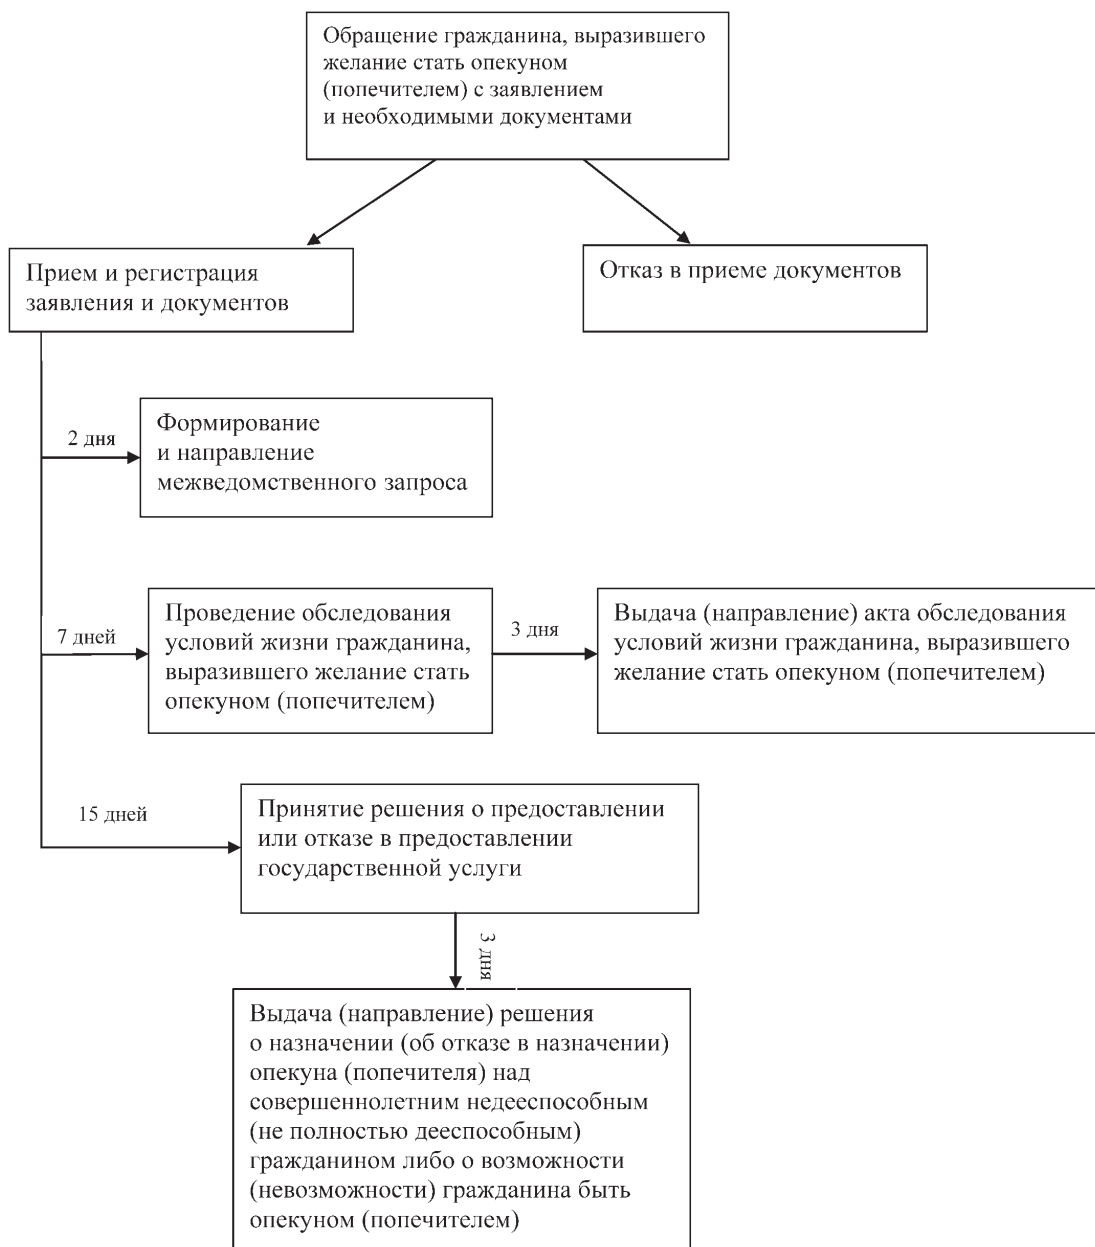 Обращение гражданина, выразившего
желание стать опекуном
(попечителем) с заявлением
и необходимыми документами
Прием и регистрация
заявления и документов
Отказ в приеме документов
2 дня
Формирование
и направление
межведомственного запроса
7 дней
Проведение обследования
условий жизни гражданина,
выразившего желание стать
опекуном (попечителем)
3 дня
Выдача (направление) акта обследования
условий жизни гражданина, выразившего
желание стать опекуном (попечителем)
15 дней
Принятие решения о предоставлении
или отказе в предоставлении
государственной услуги
3 дня
Выдача (направление) решения
о назначении (об отказе в назначении)
опекуна (попечителя) над
совершеннолетним недееспособным
(не полностью дееспособным)
гражданином либо о возможности
(невозможности) гражданина быть
опекуном (попечителем)